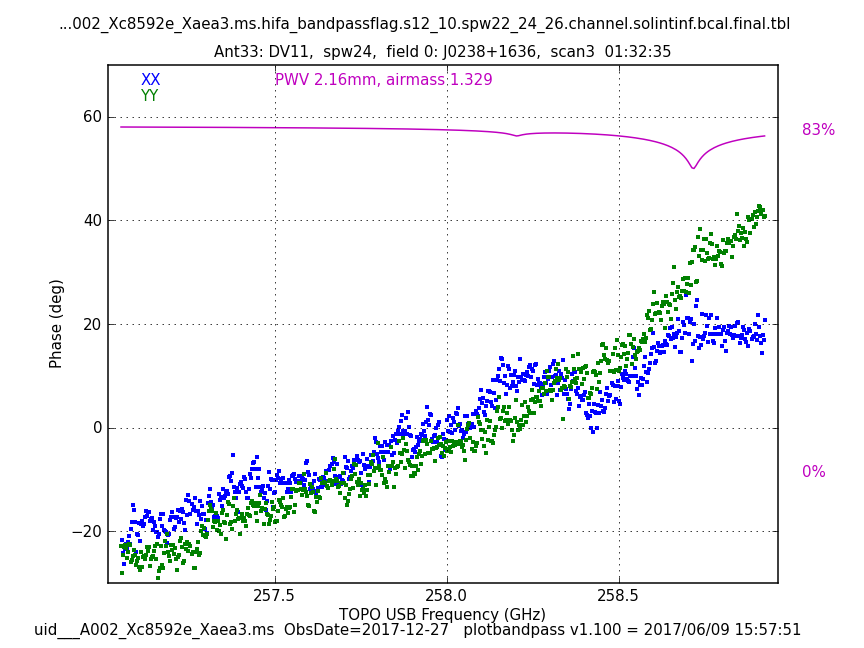 ...002_Xc8592e_Xaea3.ms.hifa_bandpassflag.s12_10.spw22_24_26.channel.solintinf.bcal.final.tbl
Ant33: DV11, spw24, field 0: J0238+1636, scan3 01:32:35
XX
YY
PWV 2.16mm, airmass 1.329
83%
0%
60
40
20
0
−20
Phase (deg)
257.5
258.0
258.5
TOPO USB Frequency (GHz)
uid___A002_Xc8592e_Xaea3.ms ObsDate=2017-12-27 plotbandpass v1.100 = 2017/06/09 15:57:51